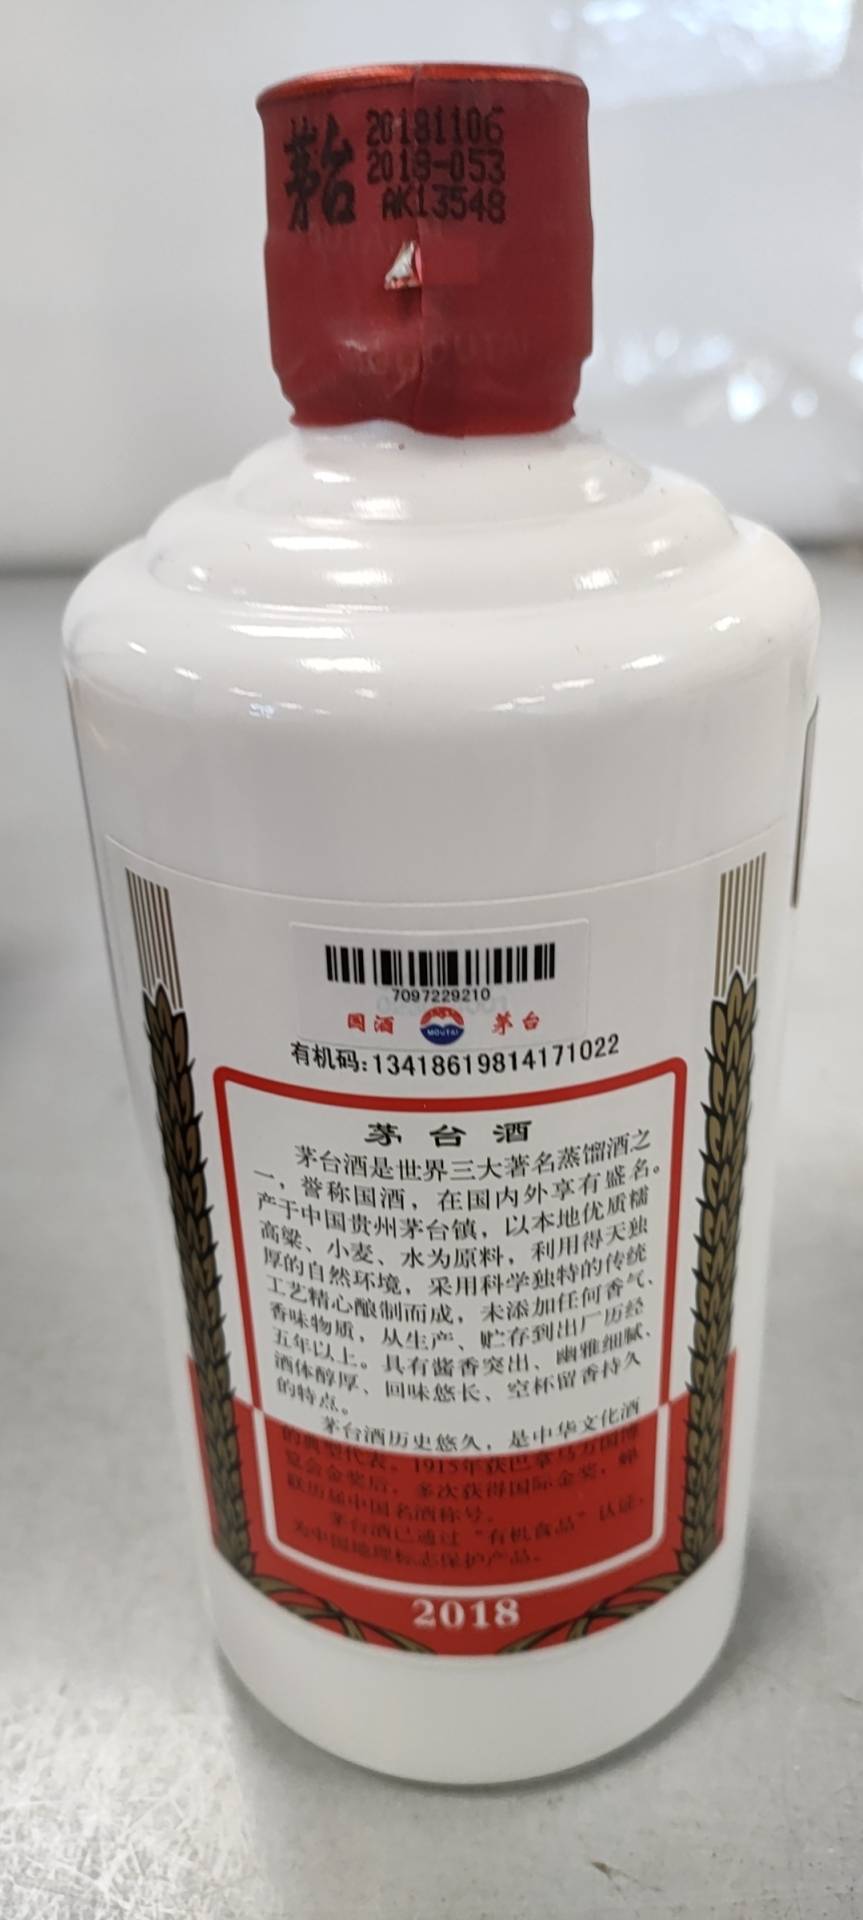 茅台
20181106
2018-053
AK13548
7097229210
国酒 MOUTAI 茅台
有机码:13418619814171022
茅台酒
茅台酒是世界三大著名蒸馏酒之
一，誉称国酒，在国内外享有盛名。
产于中国贵州茅台镇，以本地优质糯
高粱、小麦、水为原料，利用得天独
厚的自然环境，采用科学独特的传统
工艺精心酿制而成，未添加任何香气、
香味物质，从生产、贮存到出厂历经
五年以上。具有酱香突出、幽雅细腻、
酒体醇厚、回味悠长、空杯留香持久
的特点。
茅台酒历史悠久，是中华文化酒
的典型代表。1915年获巴拿马万国博
览会金奖后，多次获得国际金奖，蝉
联历届中国名酒称号。
茅台酒已通过“有机食品”认证，
为中国地理标志保护产品。
2018